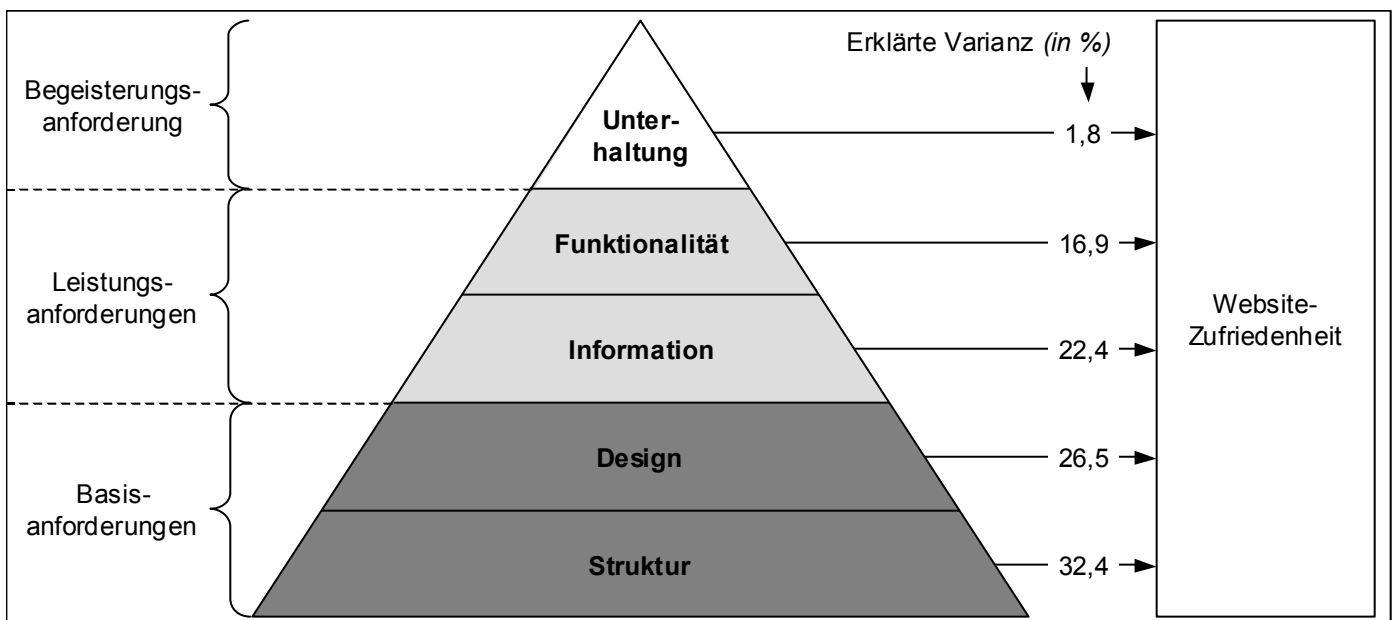 Erklärte Varianz (in %)
Begeisterungs-
anforderung
Unter-
haltung
1,8
Leistungs-
anforderungen
Funktionalität
16,9
Information
22,4
Website-
Zufriedenheit
Basis-
anforderungen
Design
26,5
Struktur
32,4